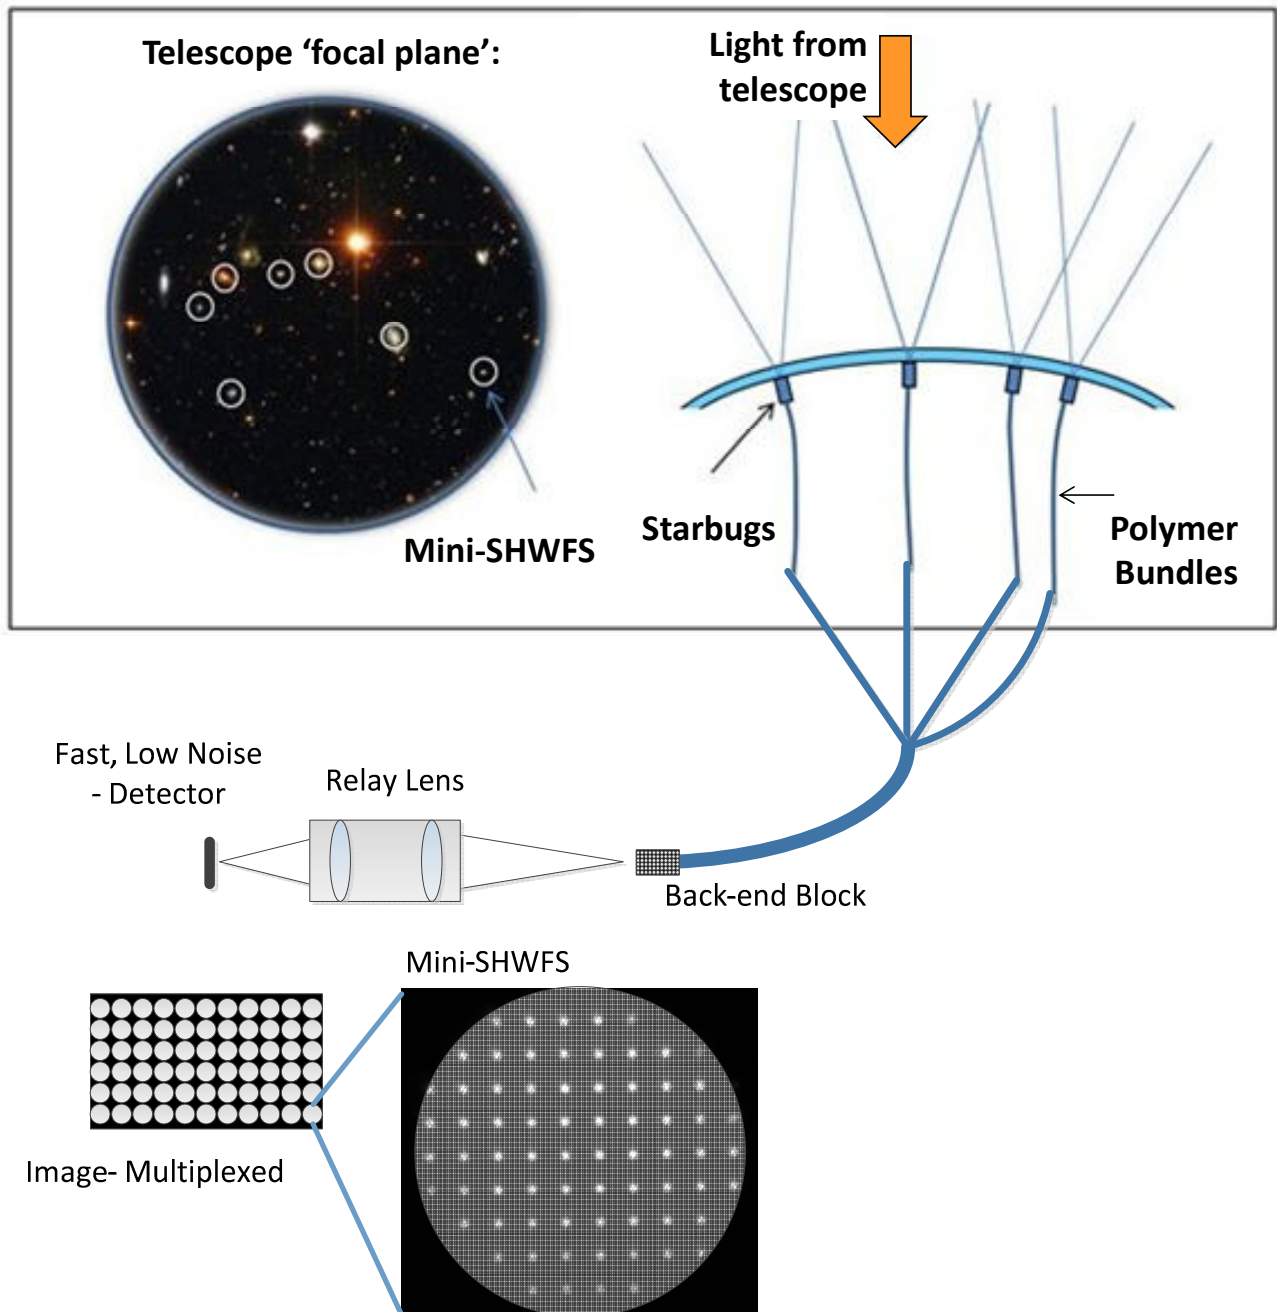 Telescope ‘focal plane’:
Light from
telescope
Mini-SHWFS
Starbugs
Polymer
Bundles
Fast, Low Noise
- Detector
Relay Lens
Back-end Block
Mini-SHWFS
Image- Multiplexed